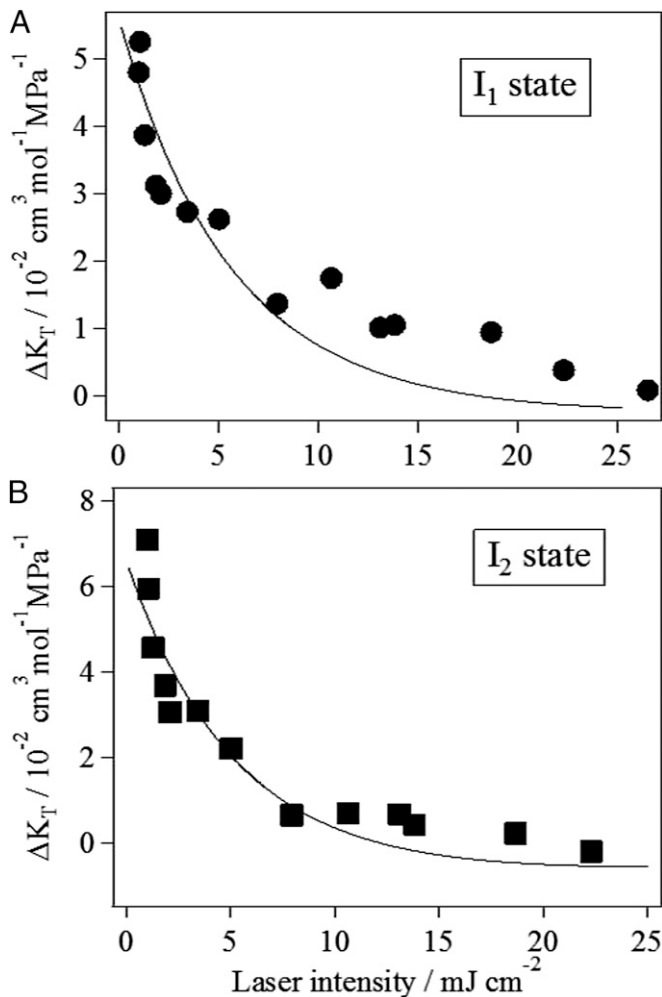 A
I₁ state
ΔK_T / 10⁻² cm³ mol⁻¹ MPa⁻¹
5
4
3
2
1
0
0 5 10 15 20 25
B
I₂ state
ΔK_T / 10⁻² cm³ mol⁻¹ MPa⁻¹
8
6
4
2
0
0 5 10 15 20 25
Laser intensity / mJ cm⁻²